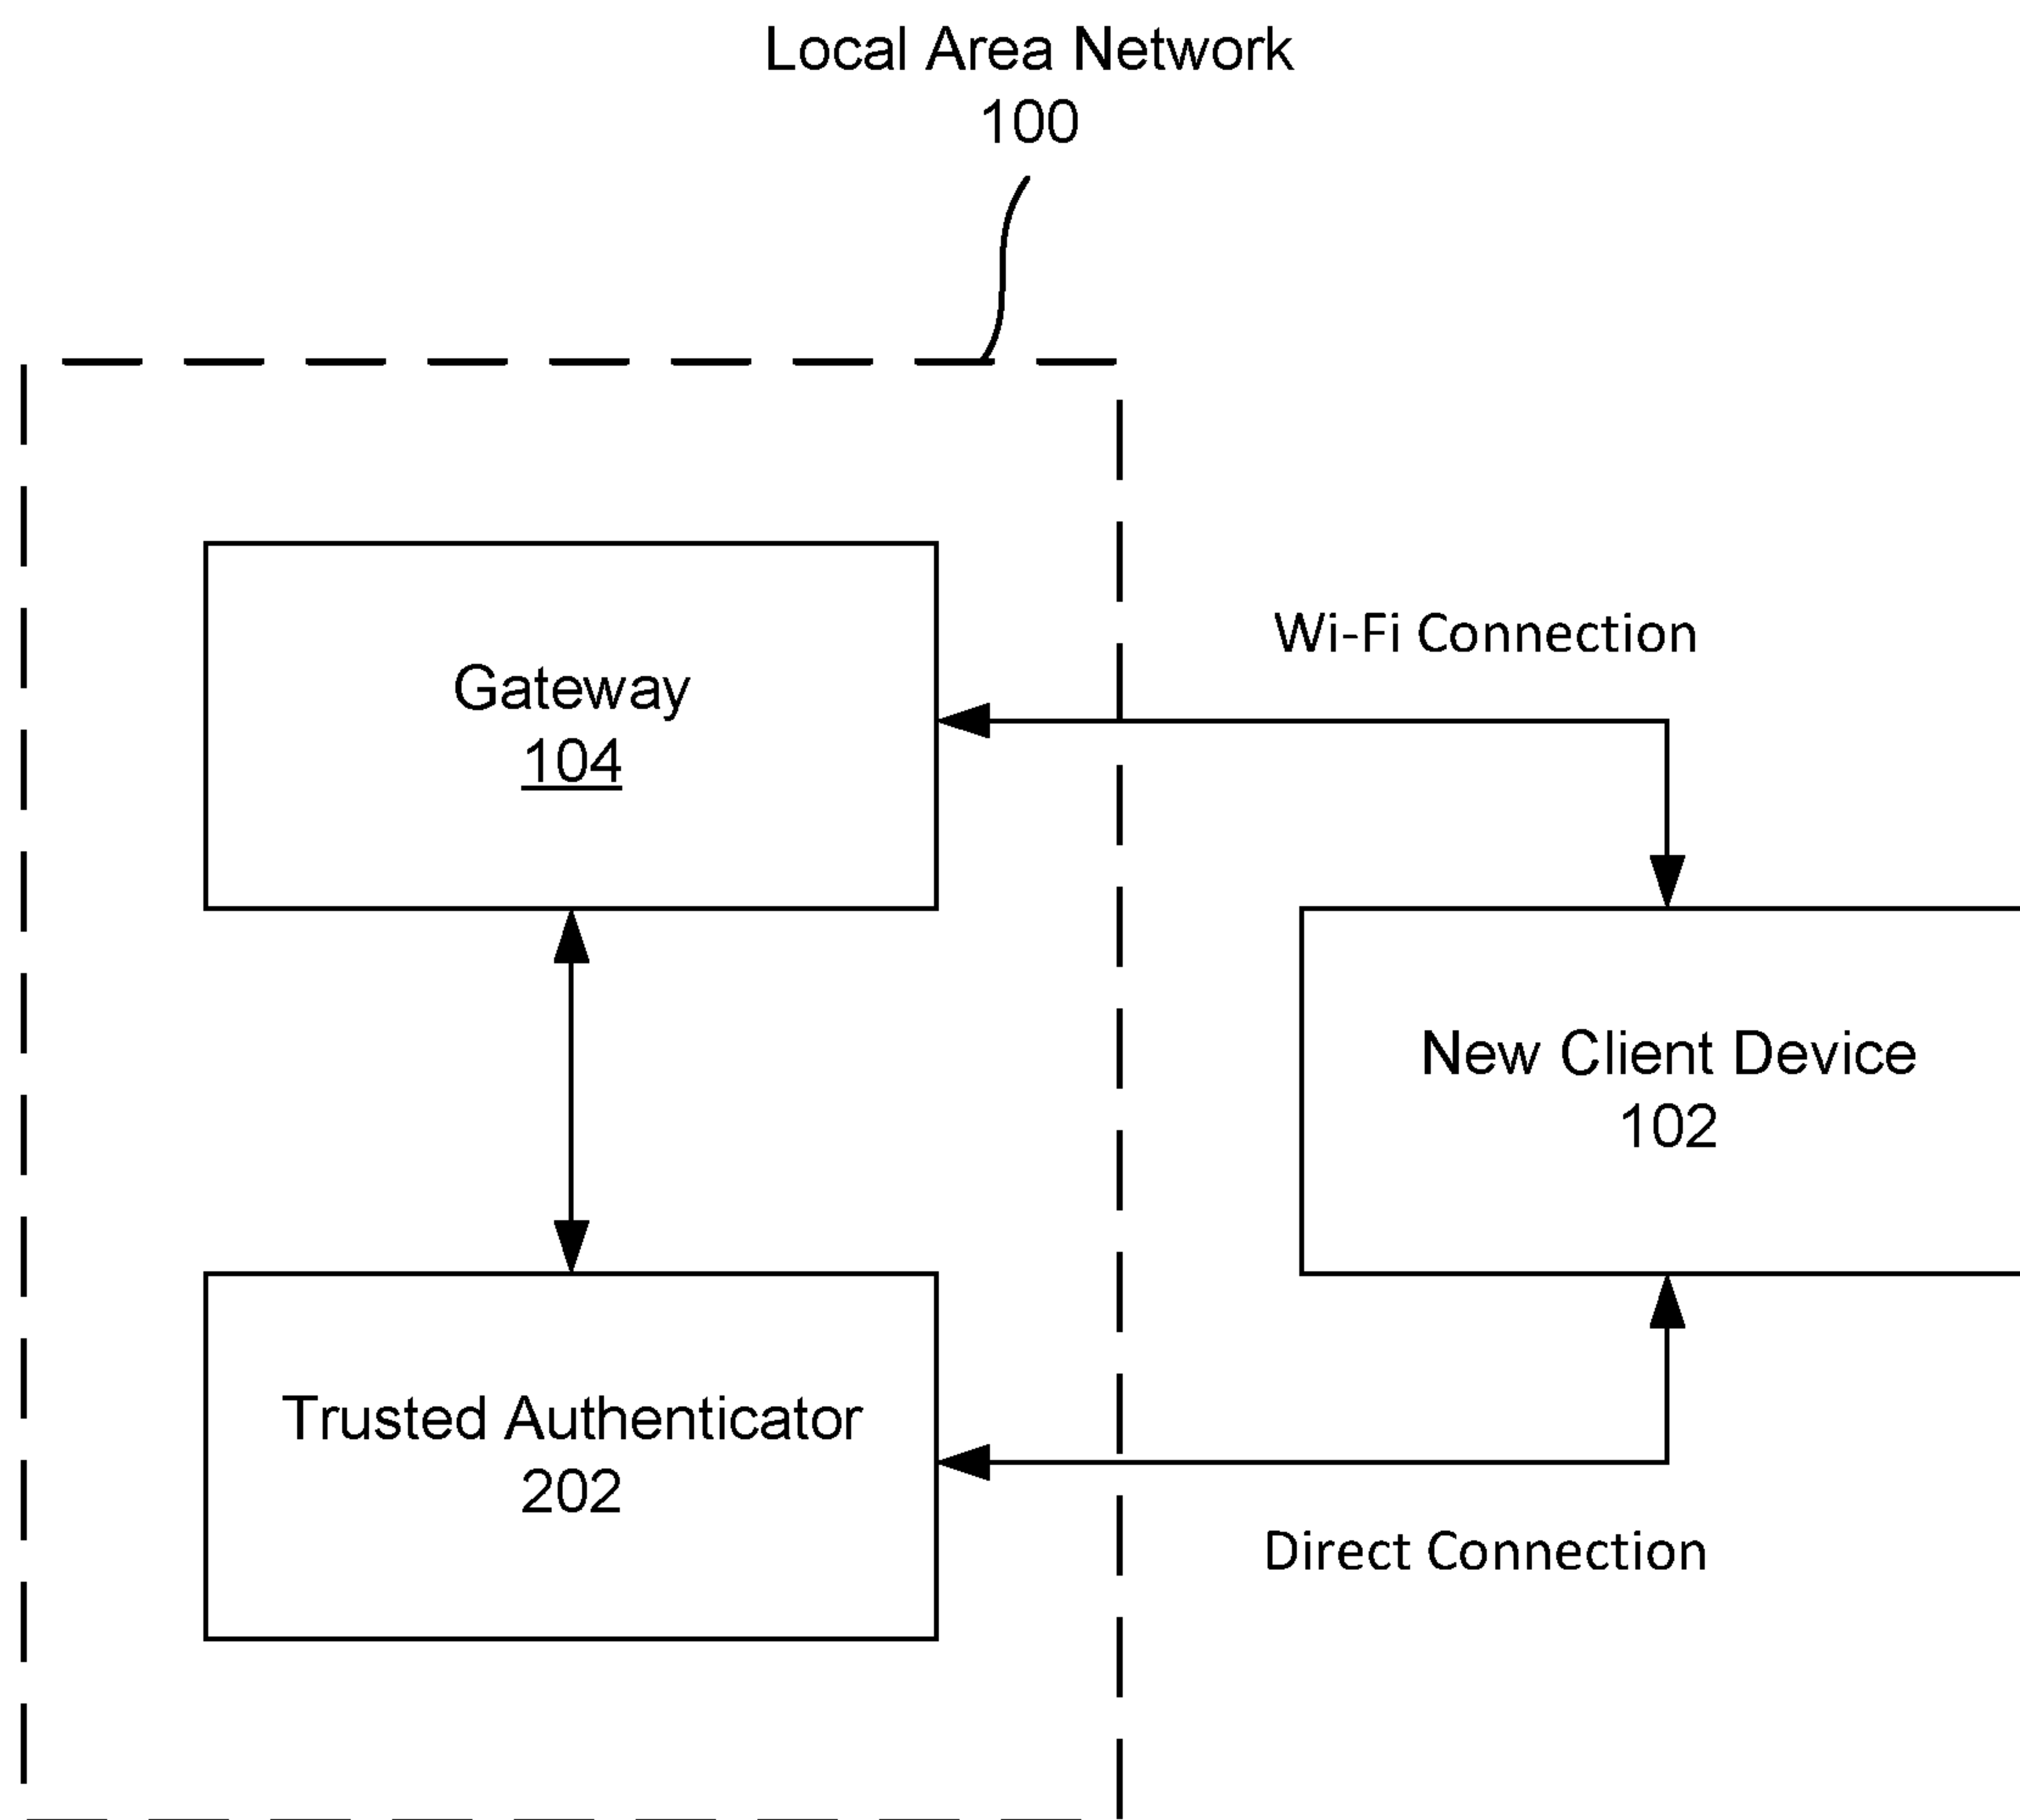 Local Area Network
100
Gateway
104
Wi-Fi Connection
New Client Device
102
Trusted Authenticator
202
Direct Connection